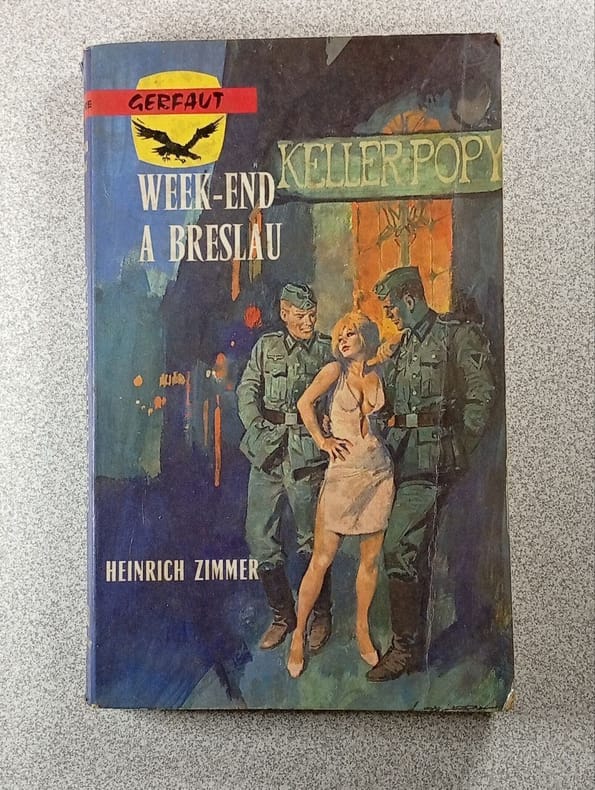 GERFAUT
WEEK-END
A BRESLAU
KELLER-POPY
HEINRICH ZIMMER